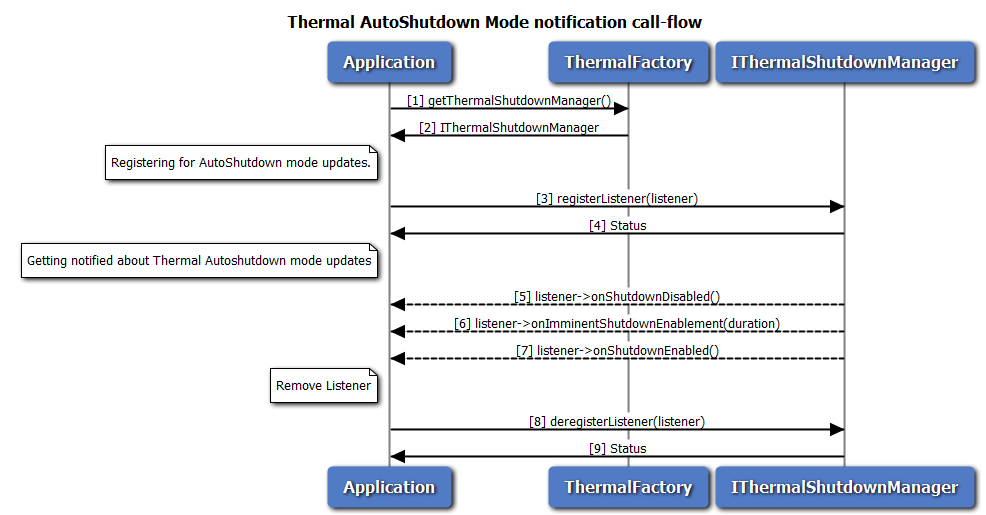 Thermal AutoShutdown Mode notification call-flow
Application
ThermalFactory
IThermalShutdownManager
[1] getThermalShutdownManager()
[2] IThermalShutdownManager
Registering for AutoShutdown mode updates.
[3] registerListener(listener)
[4] Status
Getting notified about Thermal Autoshutdown mode updates
[5] listener->onShutdownDisabled()
[6] listener->onImminentShutdownEnablement(duration)
[7] listener->onShutdownEnabled()
Remove Listener
[8] deregisterListener(listener)
[9] Status
Application
ThermalFactory
IThermalShutdownManager